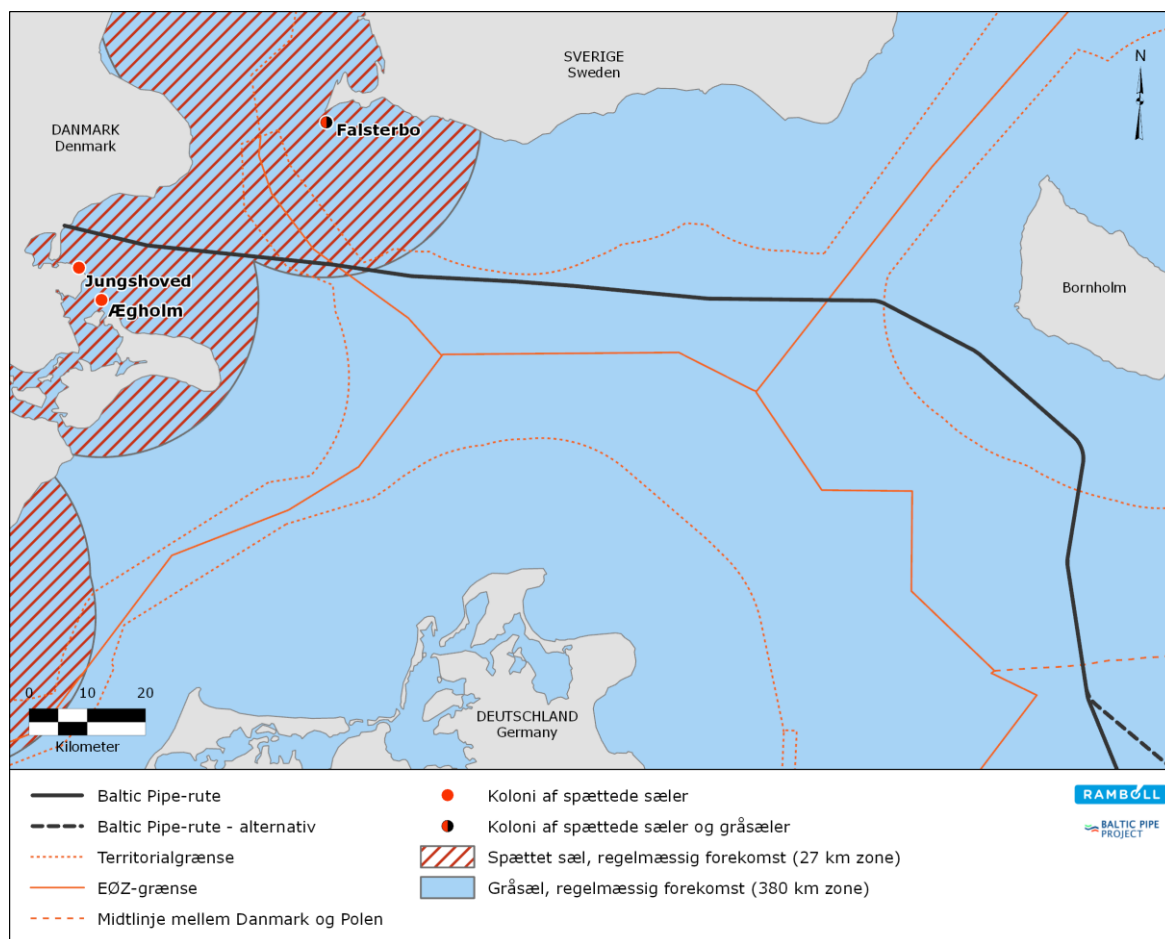 SVERIGE
Sweden
N
DANMARK
Denmark
Falsterbo
Jungshoved
Ægholm
Bornholm
0 10 20
Kilometer
DEUTSCHLAND
Germany
Baltic Pipe-rute
Baltic Pipe-rute - alternativ
Territorialgrænse
EØZ-grænse
Midtlinje mellem Danmark og Polen
Koloni af spættede sæler
Koloni af spættede sæler og gråsæler
Spættet sæl, regelmæssig forekomst (27 km zone)
Gråsæl, regelmæssig forekomst (380 km zone)
RAMBØLL
BALTIC PIPE
PROJECT